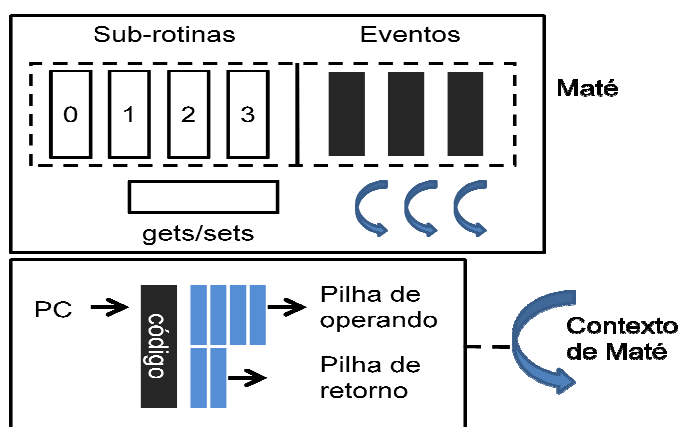 Sub-rotinas
Eventos
Maté
0
1
2
3
gets/sets
PC
código
Pilha de
operando
Pilha de
retorno
Contexto
de Maté